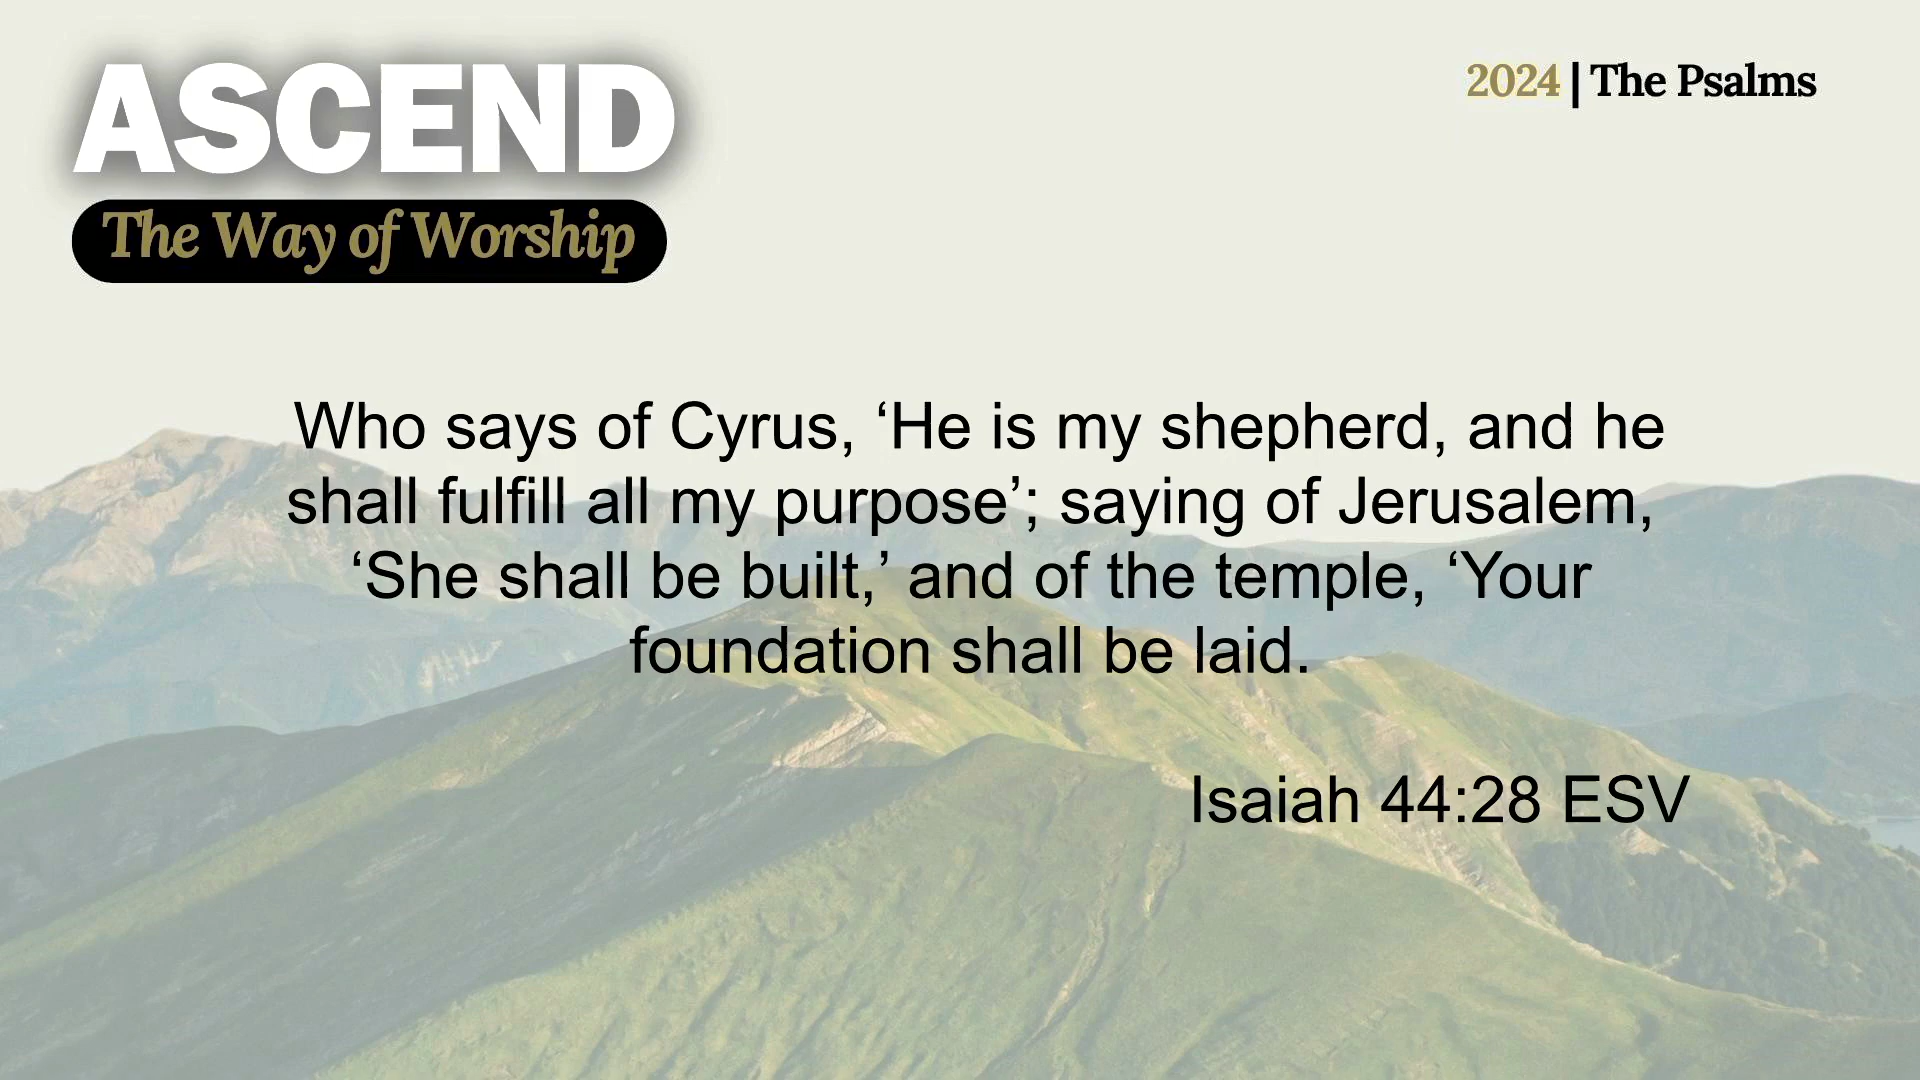 ASCEND
The Way of Worship
2024 | The Psalms
Who says of Cyrus, ‘He is my shepherd, and he
shall fulfill all my purpose’; saying of Jerusalem,
‘She shall be built,’ and of the temple, ‘Your
foundation shall be laid.
Isaiah 44:28 ESV